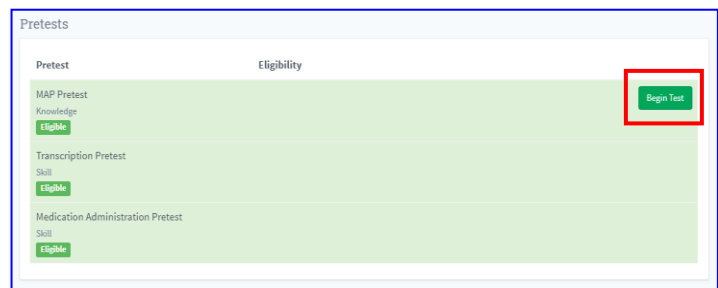 Pretests
Pretest Eligibility
MAP Pretest
Knowledge
Eligible
Begin Test
Transcription Pretest
Skill
Eligible
Medication Administration Pretest
Skill
Eligible